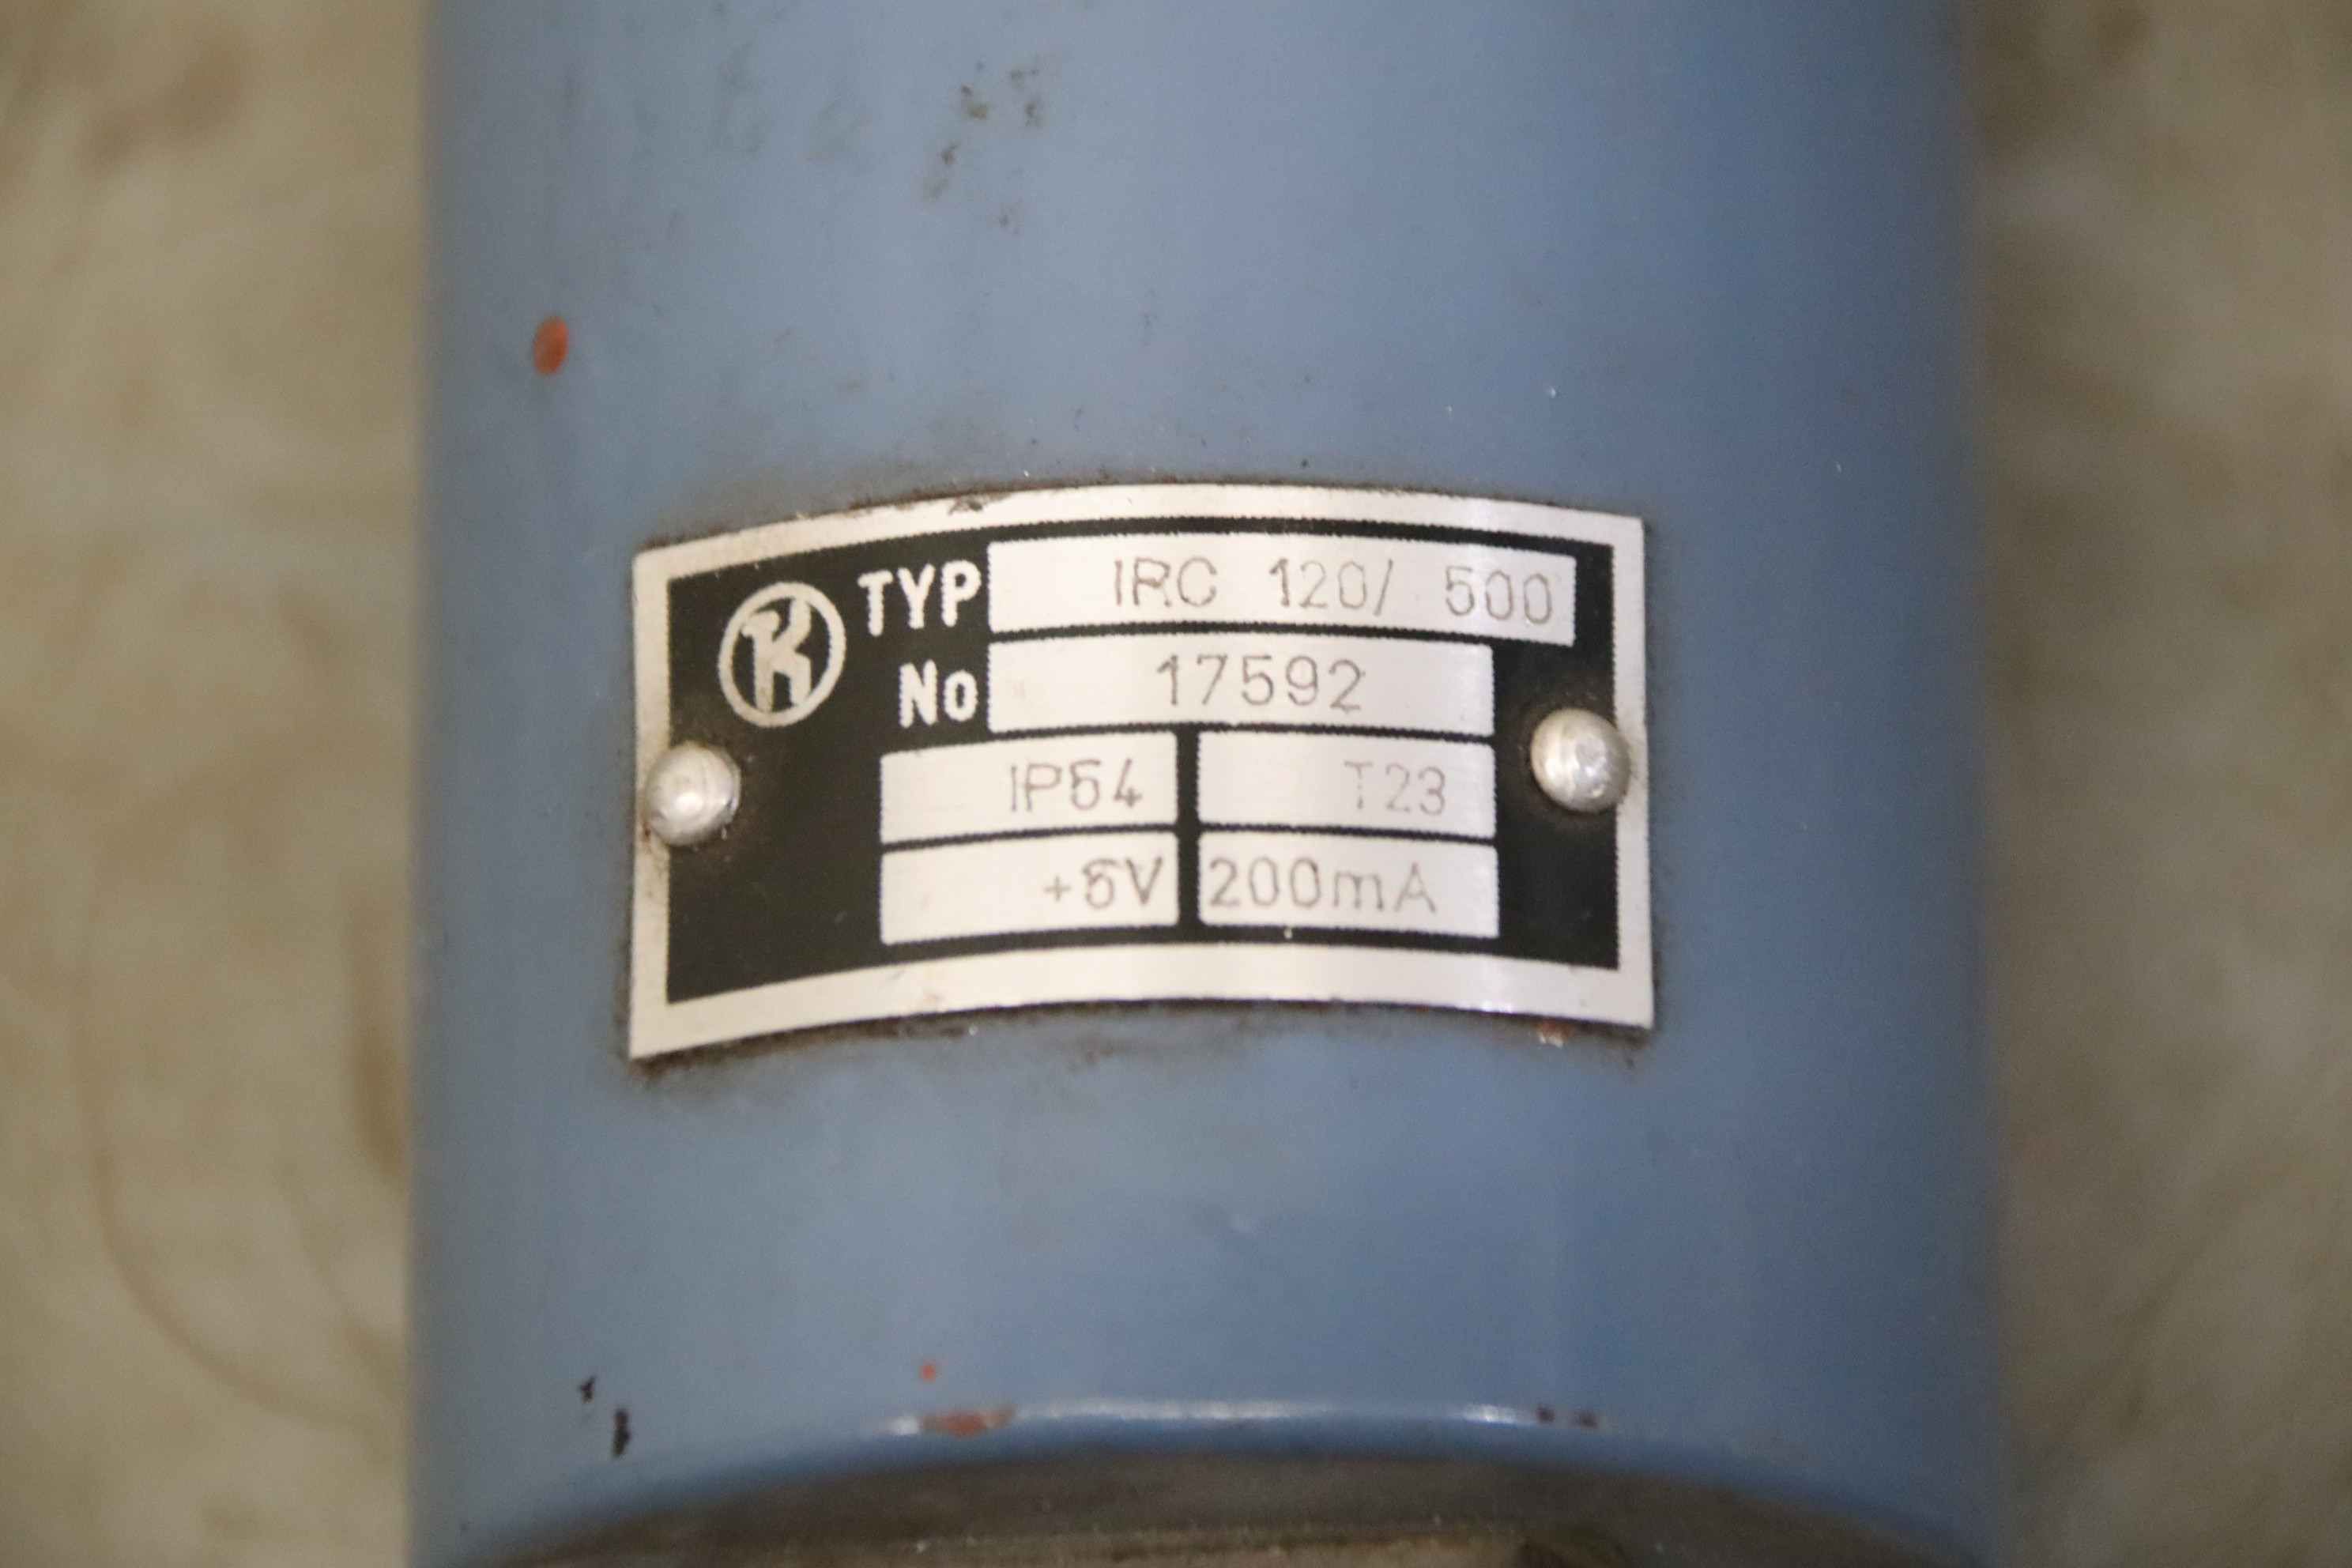 K
TYP IRC 120/ 500
No 17592
IP54 T23
+5V 200mA